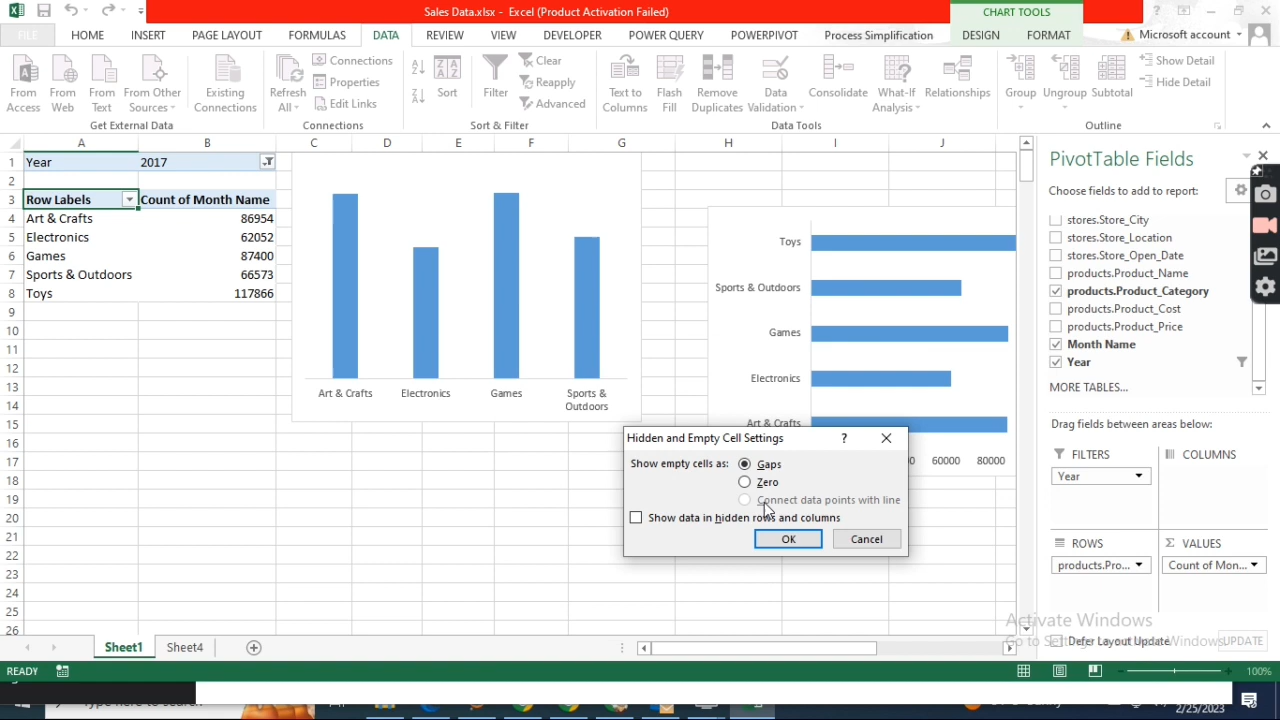 Sales Data.xlsx - Excel (Product Activation Failed)
CHART TOOLS
FILE HOME INSERT PAGE LAYOUT FORMULAS DATA REVIEW VIEW DEVELOPER POWER QUERY POWERPIVOT Process Simplification DESIGN FORMAT Microsoft account
From Access From Web From Text From Other Sources Existing Connections Refresh All Connections Properties Edit Links Sort Filter Clear Reapply Advanced Text to Columns Flash Fill Remove Duplicates Data Validation Consolidate What-If Analysis Relationships Group Ungroup Subtotal Show Detail Hide Detail
Get External Data Connections Sort & Filter Data Tools Outline
A B C D E F G H I J
1 Year 2017
2
3 Row Labels Count of Month Name
4 Art & Crafts 86954
5 Electronics 62052
6 Games 87400
7 Sports & Outdoors 66573
8 Toys 117866
9
10
11
12
13
14
15
16
17
18
19
20
21
22
23
24
25
26
Art & Crafts Electronics Games Sports & Outdoors
Toys
Sports & Outdoors
Games
Electronics
Art & Crafts
60000 80000
Hidden and Empty Cell Settings ?
Show empty cells as: Gaps
Zero
Connect data points with line
Show data in hidden rows and columns
OK Cancel
PivotTable Fields
Choose fields to add to report:
stores.Store_City
stores.Store_Location
stores.Store_Open_Date
products.Product_Name
products.Product_Category
products.Product_Cost
products.Product_Price
Month Name
Year
MORE TABLES...
Drag fields between areas below:
FILTERS COLUMNS
Year
ROWS Σ VALUES
products.Pro... Count of Mon...
Activate Windows
Defer Layout Update UPDATE
Sheet1 Sheet4
READY 100%
2/25/2023